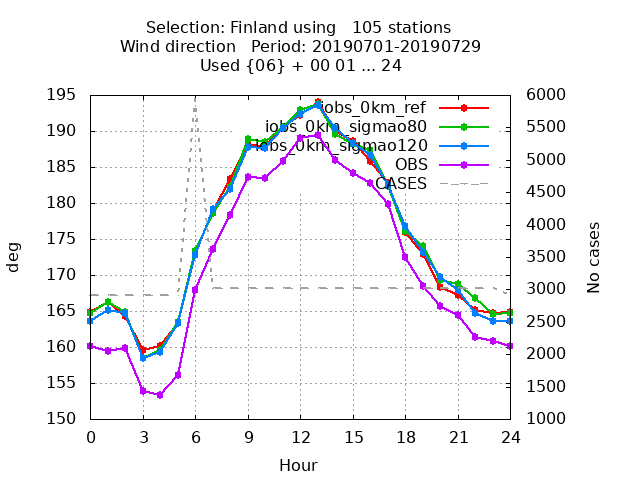 Selection: Finland using   105 stations
Wind direction   Period: 20190701-20190729
Used {06} + 00 01 ... 24
195
190
185
180
175
170
165
160
155
150
deg
iobs_0km_ref
iobs_0km_sigmao80
iobs_0km_sigmao120
OBS
CASES
6000
5500
5000
4500
4000
3500
3000
2500
2000
1500
1000
No cases
0 3 6 9 12 15 18 21 24
Hour